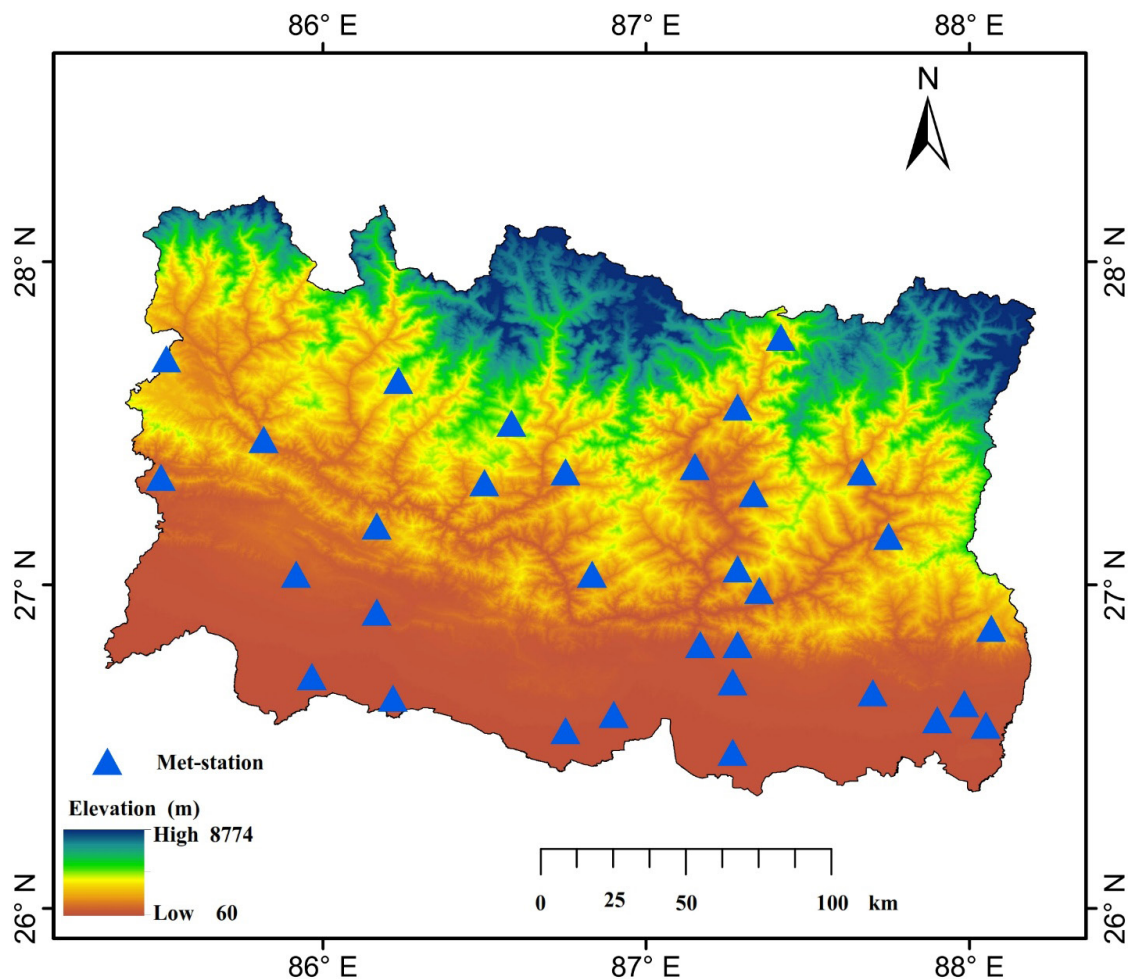 86° E 87° E 88° E
N
28° N 28° N
27° N 27° N
Met-station
Elevation (m)
High 8774
Low 60
0 25 50 100 km
26° N 26° N
86° E 87° E 88° E